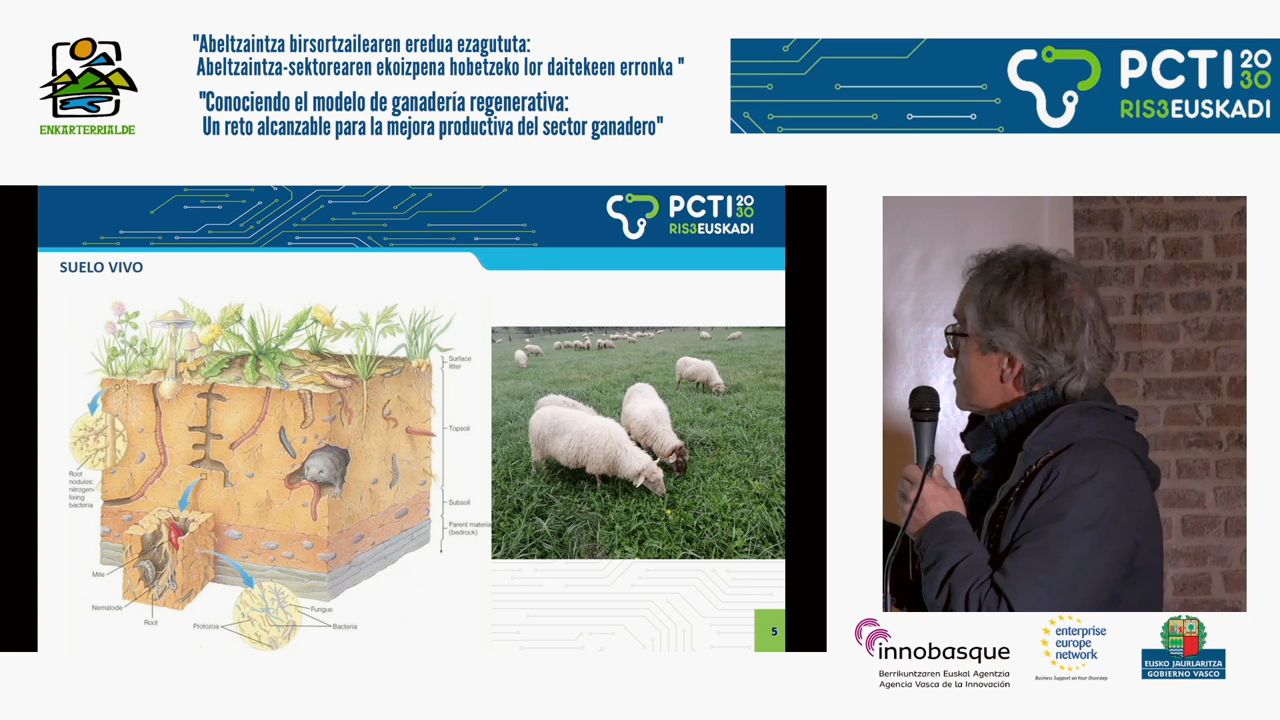 "Abeltzaintza birsortzailearen eredua ezagututa:
Abeltzaintza-sektorearen ekoizpena hobetzeko lor daitekeen erronka "
"Conociendo el modelo de ganadería regenerativa:
Un reto alcanzable para la mejora productiva del sector ganadero"
ENKARTERRIALDE
PCTI 20 30
RIS3EUSKADI
PCTI 20 30
RIS3EUSKADI
SUELO VIVO
Surface
litter
Topsoil
Root
nodules:
nitrogen-
fixing
bacteria
Subsoil
Parent materia
(bedrock)
Mite
Nematode
Root
Fungus
Protozoa
Bacteria
5
innobasque
Berrikuntzaren Euskal Agentzia
Agencia Vasca de la Innovación
enterprise
europe
network
Business Support on Your Doorstep
EUSKO JAURLARITZA
GOBIERNO VASCO